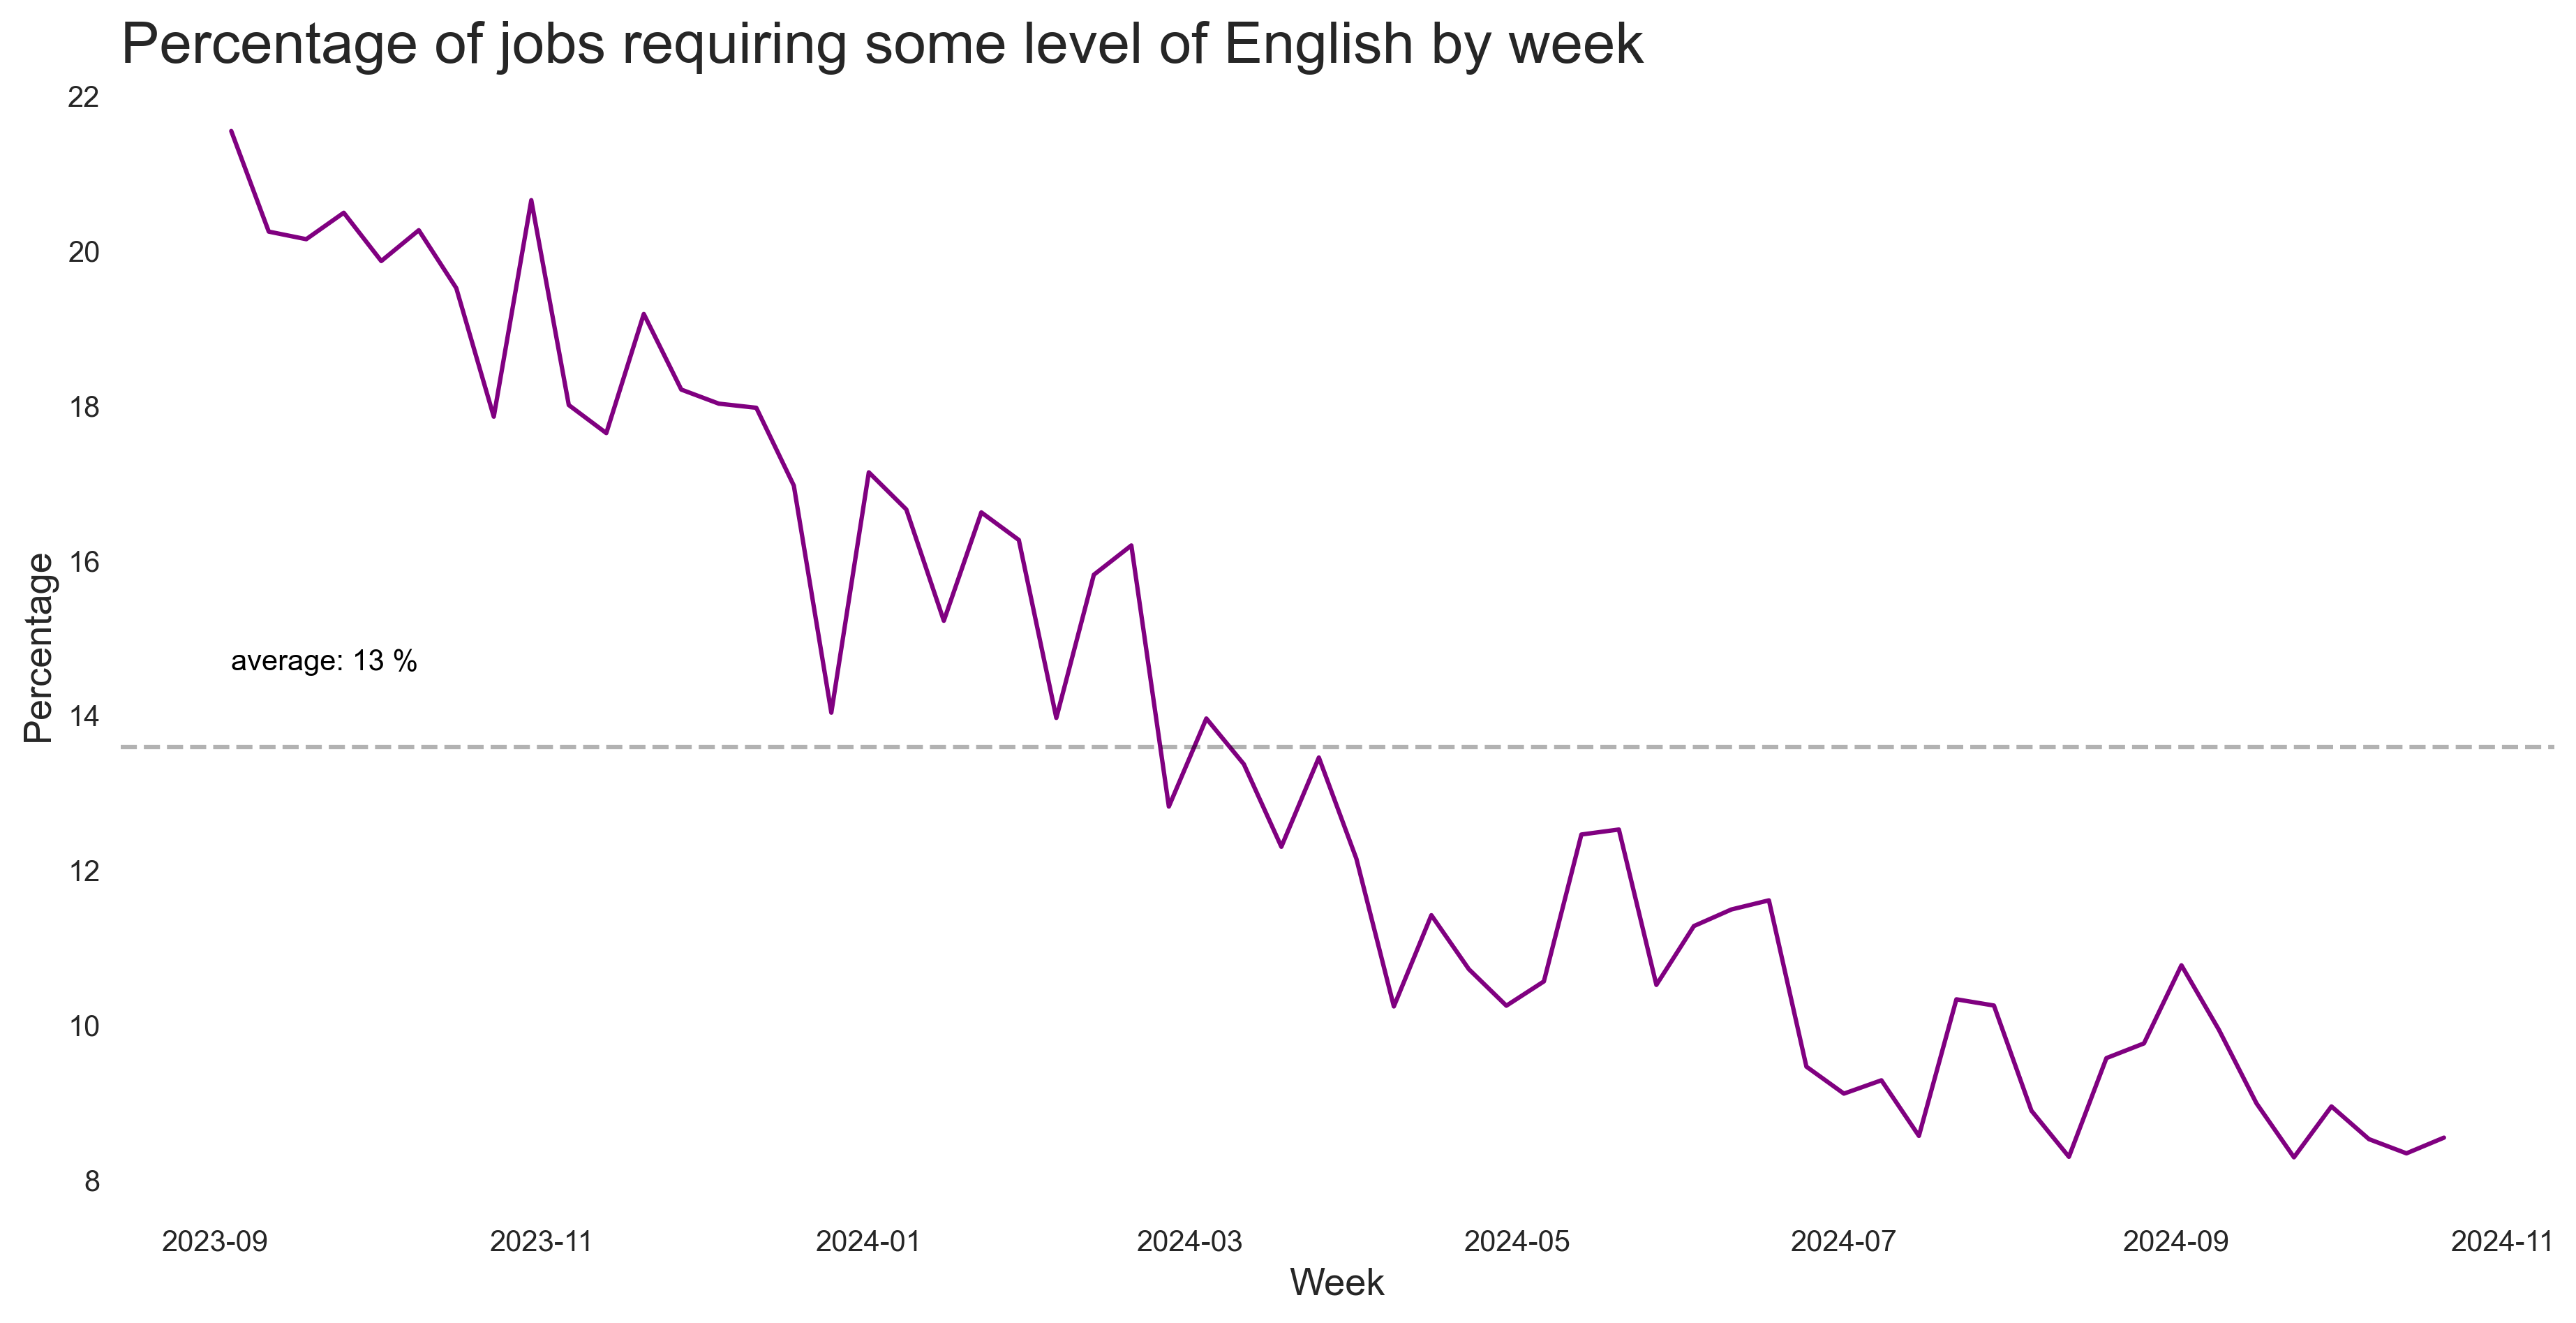 Percentage of jobs requiring some level of English by week
22
20
18
16
14
12
10
8
Percentage
average: 13 %
2023-09 2023-11 2024-01 2024-03 2024-05 2024-07 2024-09 2024-11
Week